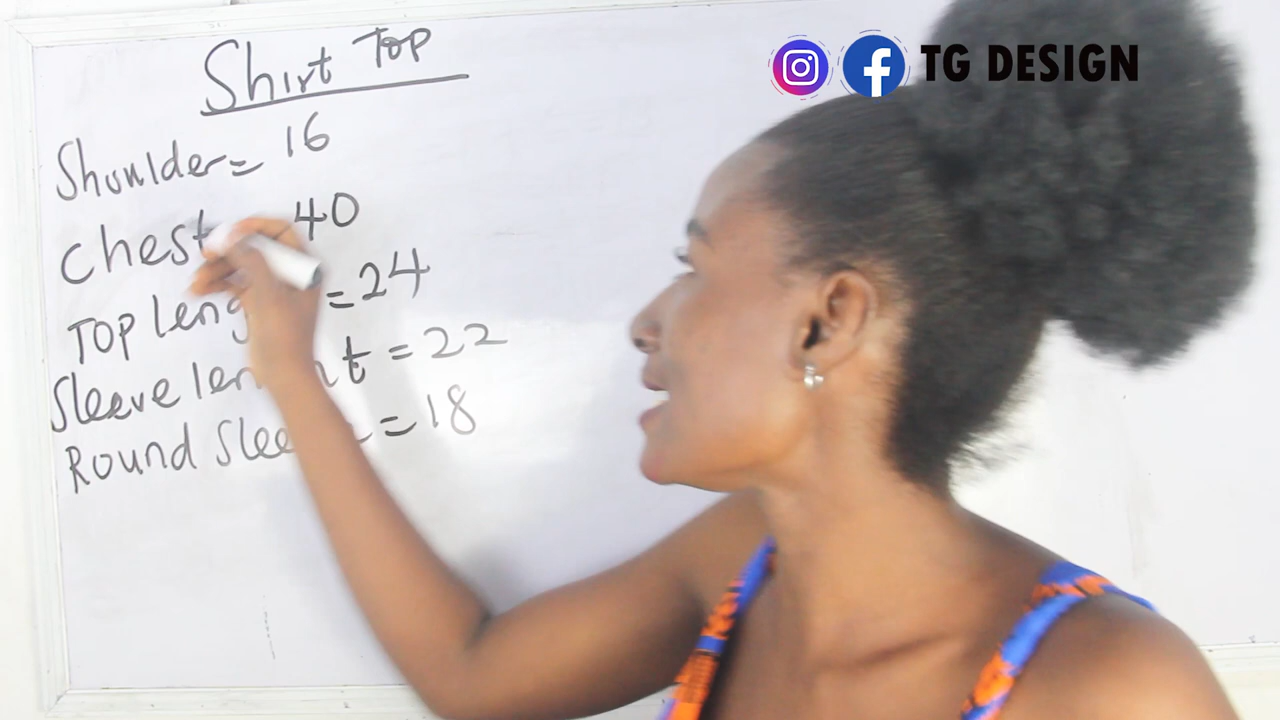 TG DESIGN
Shirt Top
Shoulder = 16
Chest 40
Top leng = 24
Sleeve len t = 22
Round Slee = 18